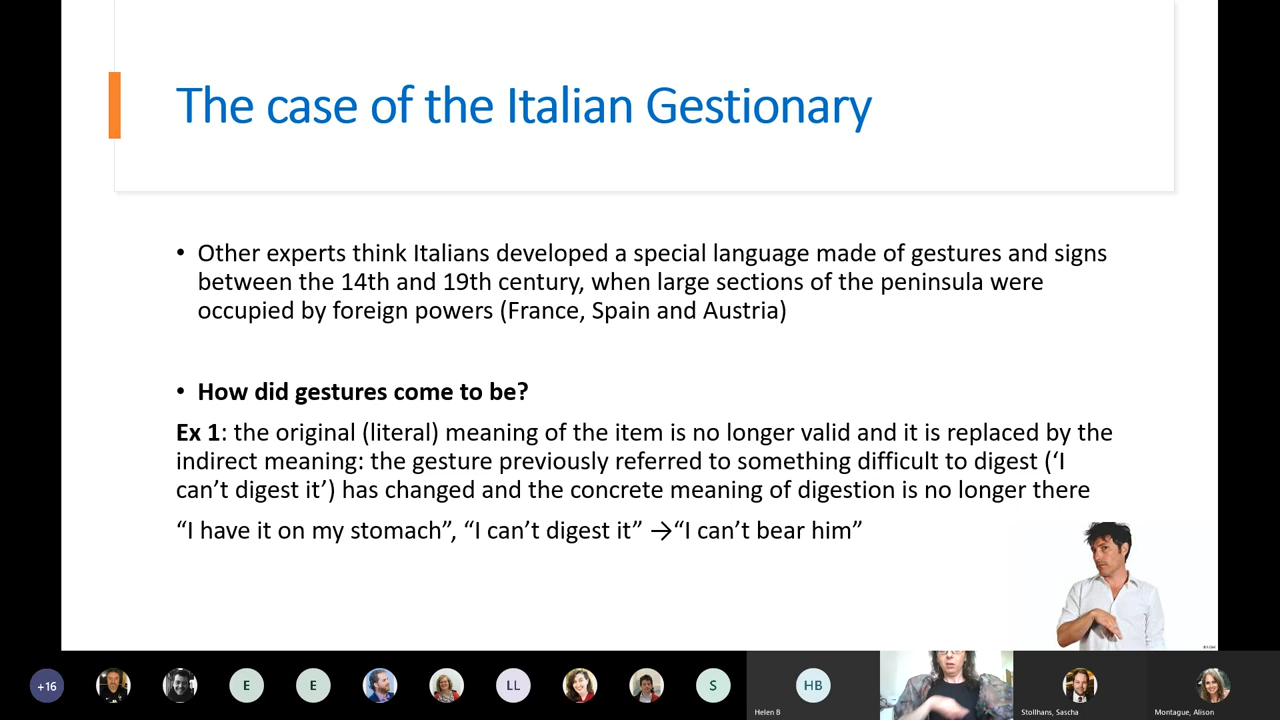 The case of the Italian Gestionary
• Other experts think Italians developed a special language made of gestures and signs
between the 14th and 19th century, when large sections of the peninsula were
occupied by foreign powers (France, Spain and Austria)
• How did gestures come to be?
Ex 1: the original (literal) meaning of the item is no longer valid and it is replaced by the
indirect meaning: the gesture previously referred to something difficult to digest (‘I
can’t digest it’) has changed and the concrete meaning of digestion is no longer there
“I have it on my stomach”, “I can’t digest it” →“I can’t bear him”
+16
E
E
LL
S
HB
Helen B
Stollhans, Sascha
Montague, Alison